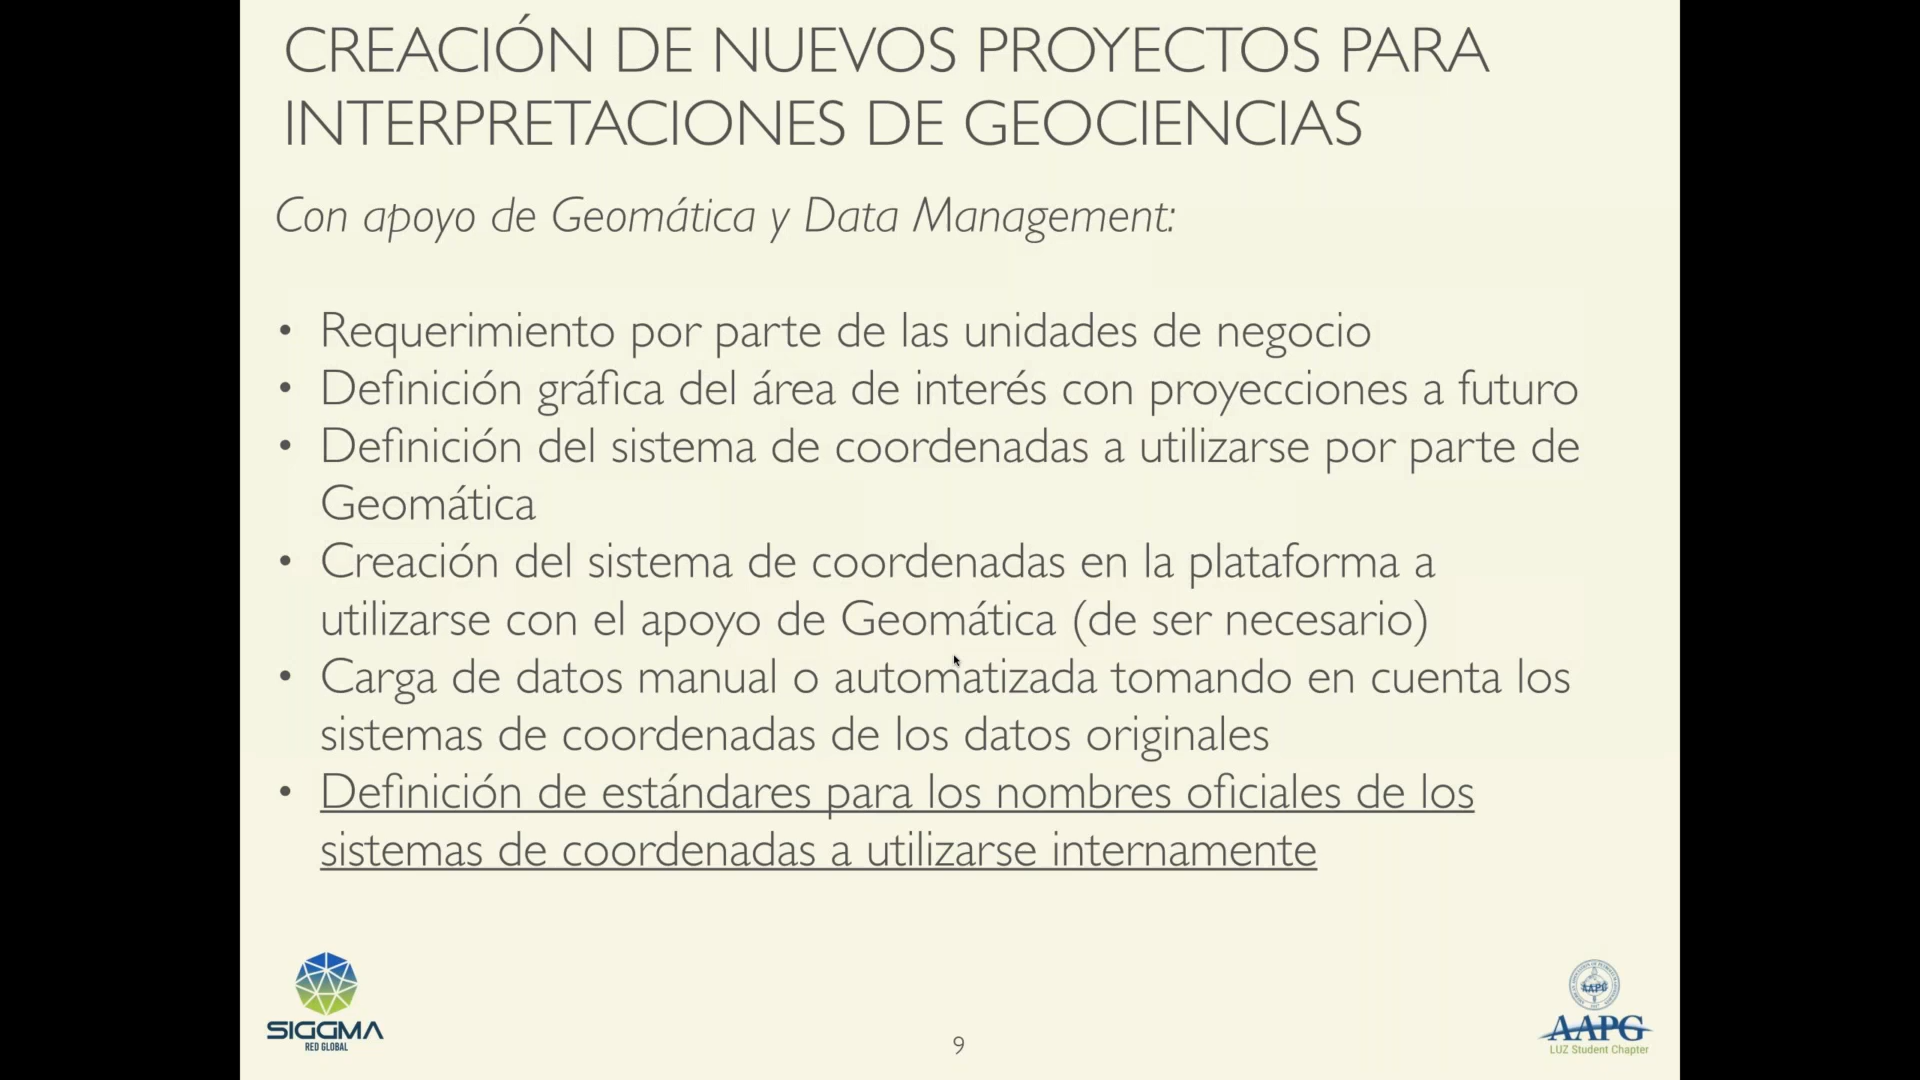 CREACIÓN DE NUEVOS PROYECTOS PARA
INTERPRETACIONES DE GEOCIENCIAS
Con apoyo de Geomática y Data Management:
• Requerimiento por parte de las unidades de negocio
• Definición gráfica del área de interés con proyecciones a futuro
• Definición del sistema de coordenadas a utilizarse por parte de
Geomática
• Creación del sistema de coordenadas en la plataforma a
utilizarse con el apoyo de Geomática (de ser necesario)
• Carga de datos manual o automatizada tomando en cuenta los
sistemas de coordenadas de los datos originales
• Definición de estándares para los nombres oficiales de los
sistemas de coordenadas a utilizarse internamente
SIGGMA
RED GLOBAL
9
AAPG
AAPG
LUZ Student Chapter